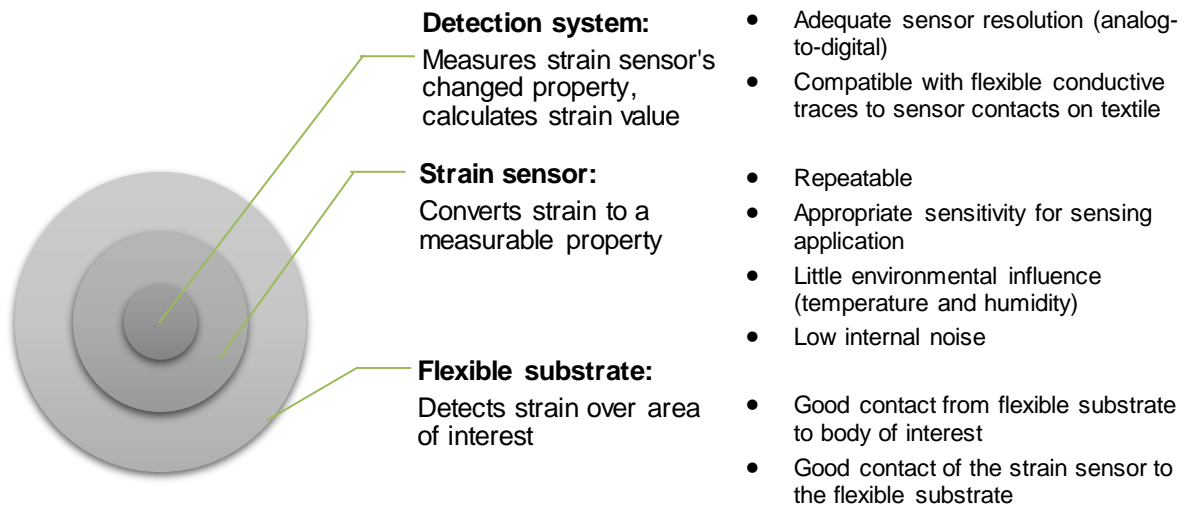 Detection system:
Measures strain sensor's
changed property,
calculates strain value
• Adequate sensor resolution (analog-
to-digital)
• Compatible with flexible conductive
traces to sensor contacts on textile
Strain sensor:
Converts strain to a
measurable property
• Repeatable
• Appropriate sensitivity for sensing
application
• Little environmental influence
(temperature and humidity)
• Low internal noise
Flexible substrate:
Detects strain over area
of interest
• Good contact from flexible substrate
to body of interest
• Good contact of the strain sensor to
the flexible substrate